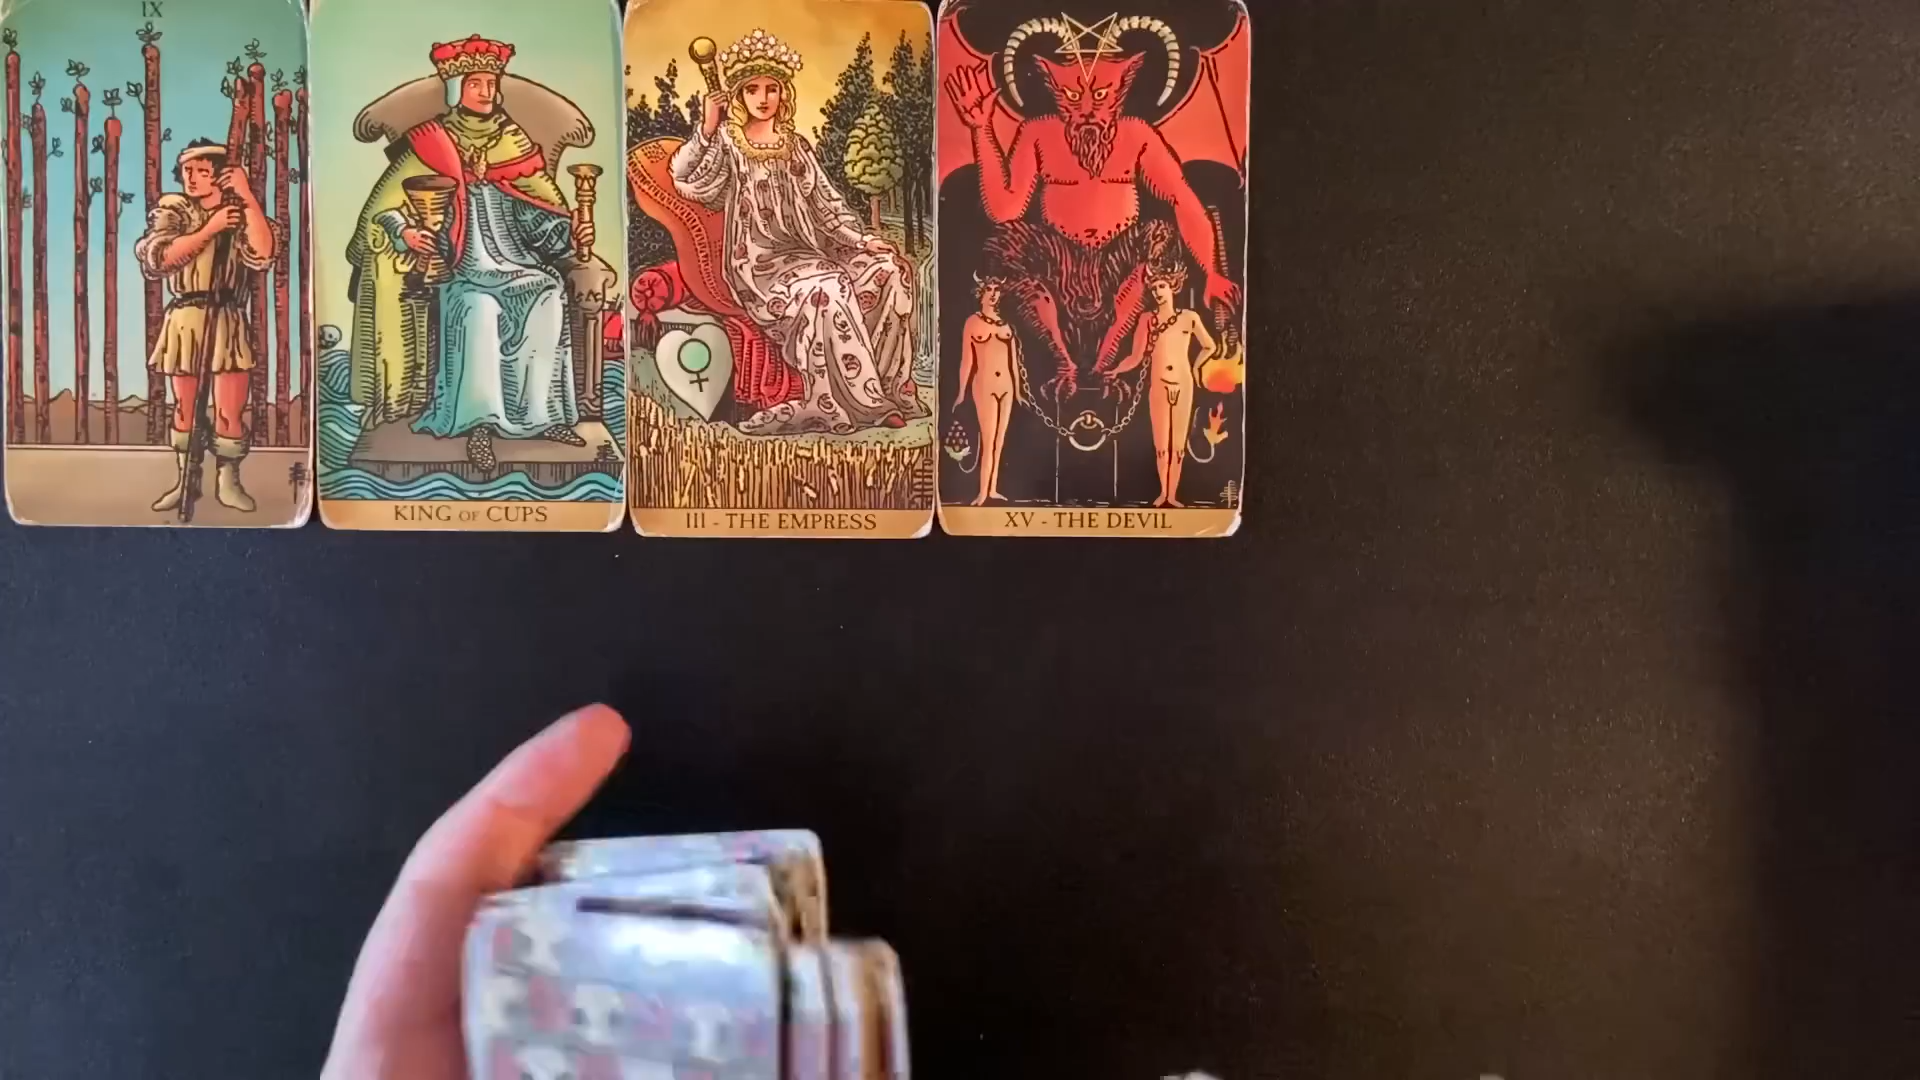 IX
KING OF CUPS
III - THE EMPRESS
XV - THE DEVIL